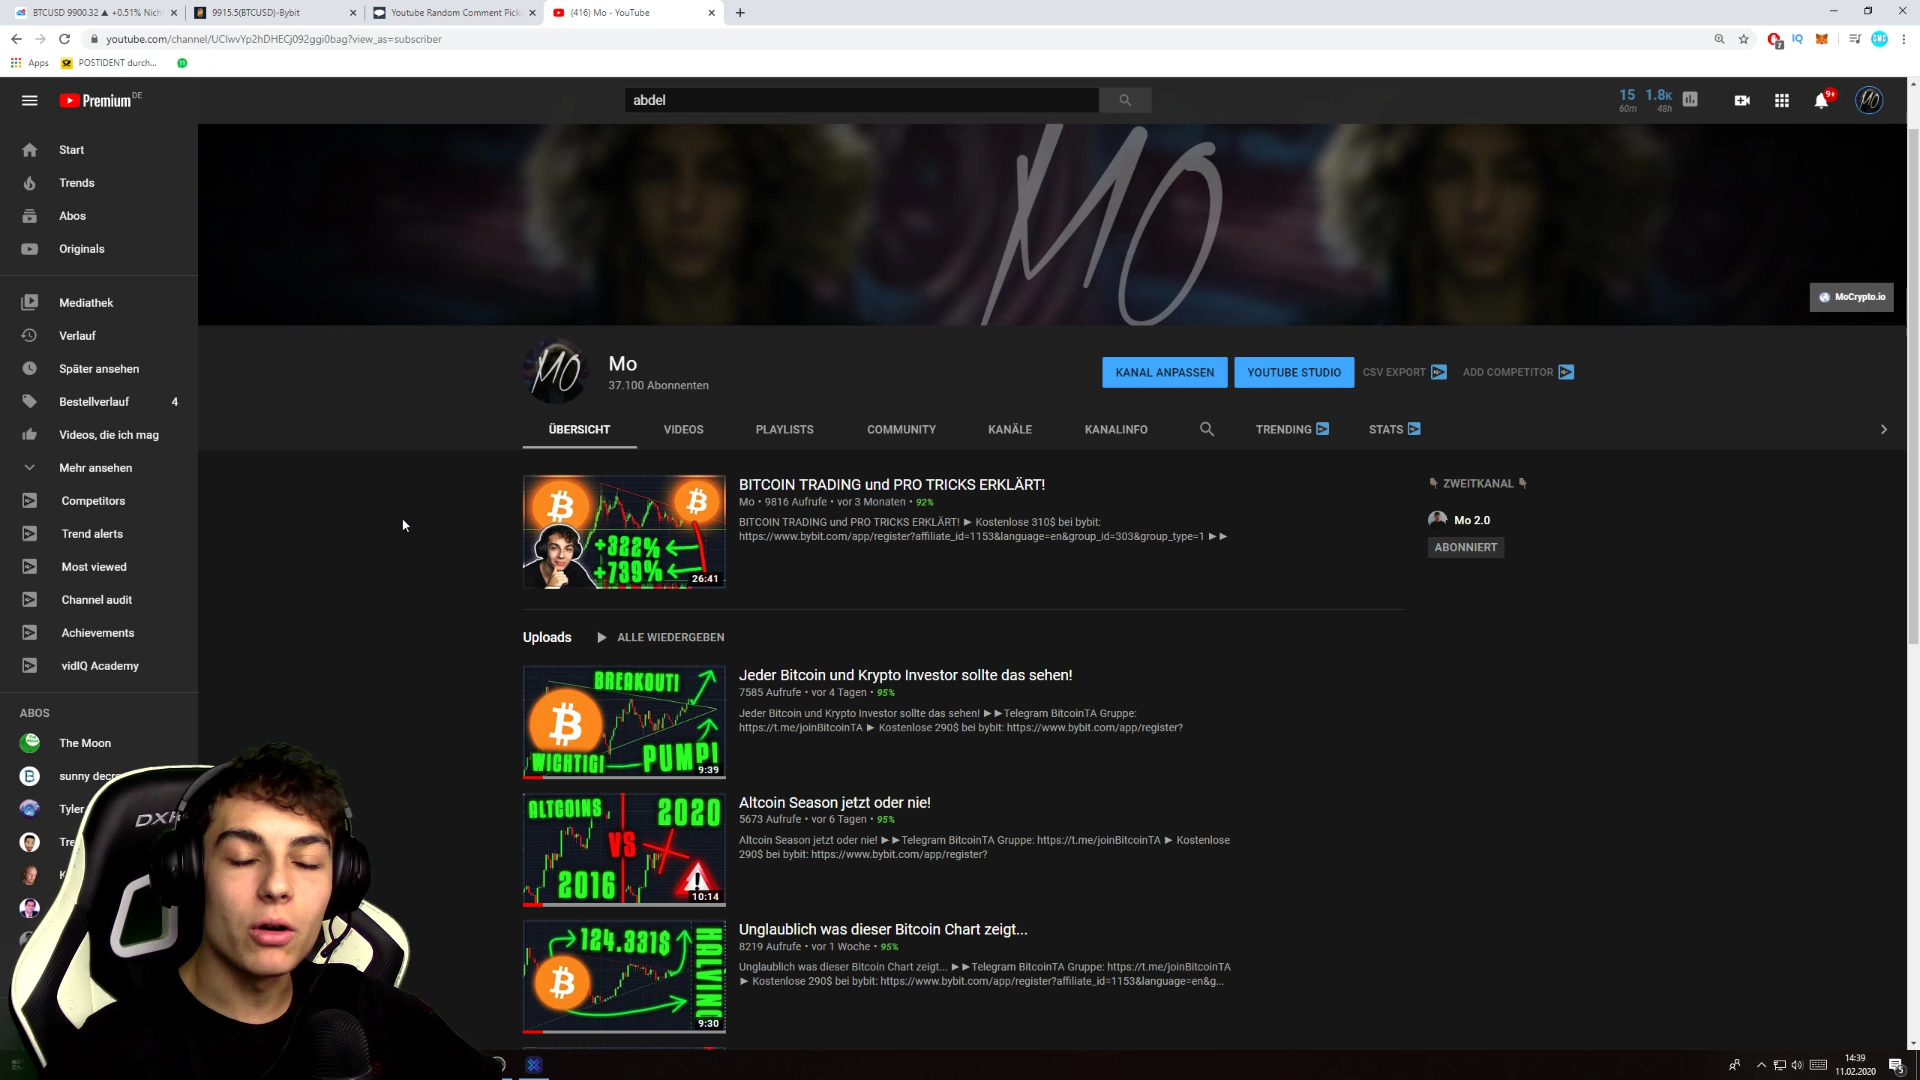 BTCUSD 9900.32 ▲ +0.51%
9915.5(BTCUSD)-Bybit
Youtube Random Comment Pick
(416) Mo - YouTube
youtube.com/channel/UClwvYp2hDHECj092ggi0bag?view_as=subscriber
Apps
POSTIDENT durch...
Premium DE
abdel
15 60m
1.8K 48h
9+
MO
Start
Trends
Abos
Originals
MO
MoCrypto.io
Mediathek
Verlauf
Später ansehen
Bestellverlauf 4
Videos, die ich mag
Mehr ansehen
Competitors
Trend alerts
Most viewed
Channel audit
Achievements
vidIQ Academy
ABOS
The Moon
sunny decre
Tyler
Tre
K
MO
Mo
37.100 Abonnenten
KANAL ANPASSEN
YOUTUBE STUDIO
CSV EXPORT
ADD COMPETITOR
ÜBERSICHT
VIDEOS
PLAYLISTS
COMMUNITY
KANÄLE
KANALINFO
TRENDING
STATS
+322%
+739%
26:41
BITCOIN TRADING und PRO TRICKS ERKLÄRT!
Mo • 9816 Aufrufe • vor 3 Monaten • 92%
BITCOIN TRADING und PRO TRICKS ERKLÄRT! ► Kostenlose 310$ bei bybit:
https://www.bybit.com/app/register?affiliate_id=1153&language=en&group_id=303&group_type=1 ►►
ZWEITKANAL
Mo 2.0
ABONNIERT
Uploads
ALLE WIEDERGEBEN
BREAKOUT!
WICHTIG!
PUMP!
9:39
Jeder Bitcoin und Krypto Investor sollte das sehen!
7585 Aufrufe • vor 4 Tagen • 95%
Jeder Bitcoin und Krypto Investor sollte das sehen! ►►Telegram BitcoinTA Gruppe:
https://t.me/joinBitcoinTA ► Kostenlose 290$ bei bybit: https://www.bybit.com/app/register?
ALTCOINS
2020
VS
2016
10:14
Altcoin Season jetzt oder nie!
5673 Aufrufe • vor 6 Tagen • 95%
Altcoin Season jetzt oder nie! ►►Telegram BitcoinTA Gruppe: https://t.me/joinBitcoinTA ► Kostenlose
290$ bei bybit: https://www.bybit.com/app/register?
124.331$
HALVING
9:30
Unglaublich was dieser Bitcoin Chart zeigt...
8219 Aufrufe • vor 1 Woche • 95%
Unglaublich was dieser Bitcoin Chart zeigt... ►►Telegram BitcoinTA Gruppe: https://t.me/joinBitcoinTA
► Kostenlose 290$ bei bybit: https://www.bybit.com/app/register?affiliate_id=1153&language=en&g...
14:39
11.02.2020